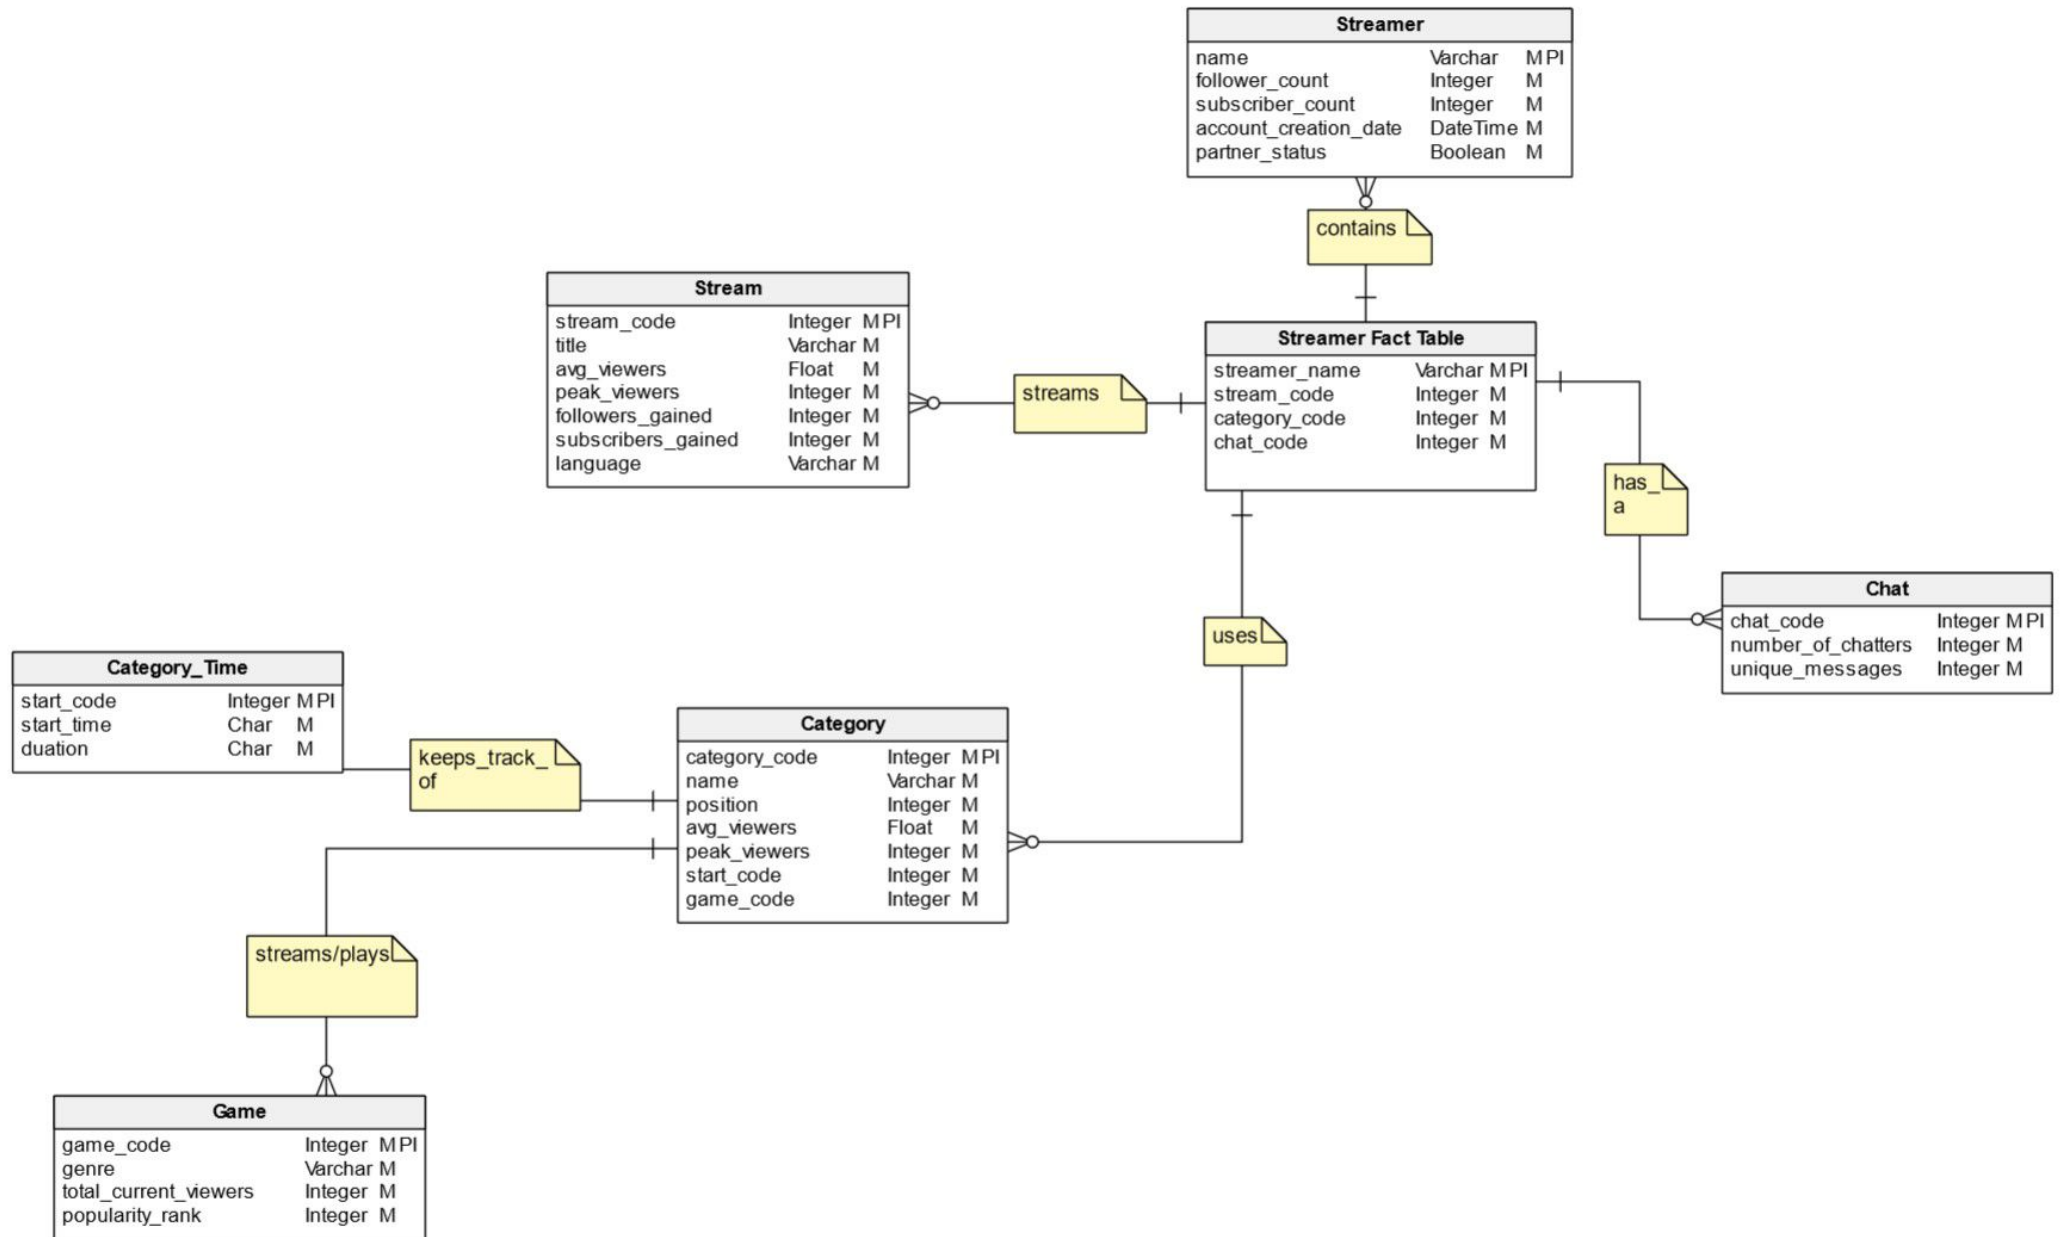 Streamer
name Varchar M PI
follower_count Integer M
subscriber_count Integer M
account_creation_date DateTime M
partner_status Boolean M
contains
Stream
stream_code Integer M PI
title Varchar M
avg_viewers Float M
peak_viewers Integer M
followers_gained Integer M
subscribers_gained Integer M
language Varchar M
streams
Streamer Fact Table
streamer_name Varchar M PI
stream_code Integer M
category_code Integer M
chat_code Integer M
has_
a
Chat
chat_code Integer M PI
number_of_chatters Integer M
unique_messages Integer M
uses
Category_Time
start_code Integer M PI
start_time Char M
duation Char M
keeps_track_
of
Category
category_code Integer M PI
name Varchar M
position Integer M
avg_viewers Float M
peak_viewers Integer M
start_code Integer M
game_code Integer M
streams/plays
Game
game_code Integer M PI
genre Varchar M
total_current_viewers Integer M
popularity_rank Integer M